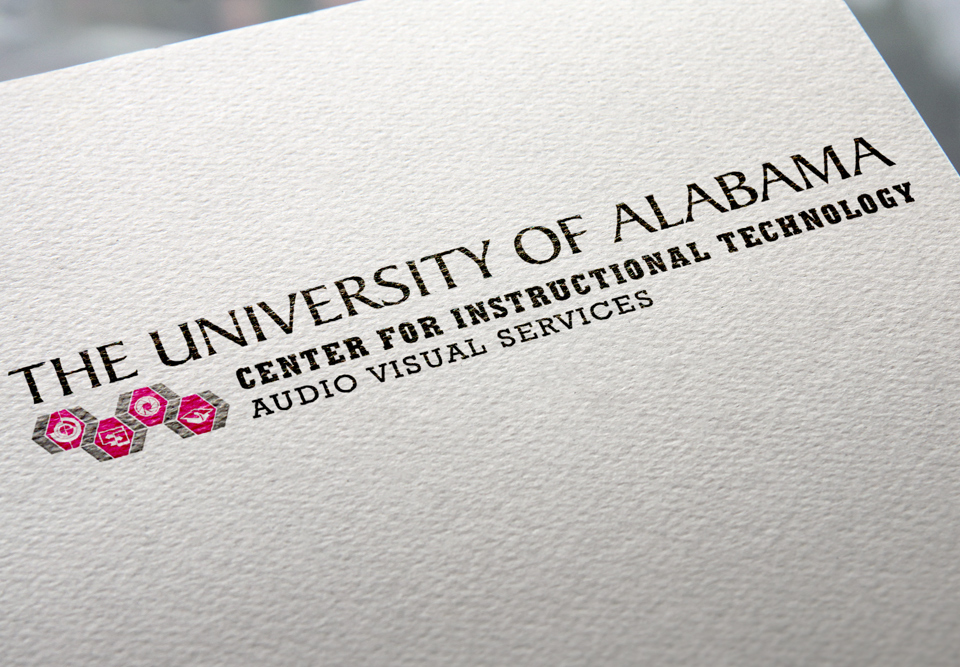 THE UNIVERSITY OF ALABAMA
CENTER FOR INSTRUCTIONAL TECHNOLOGY
AUDIO VISUAL SERVICES